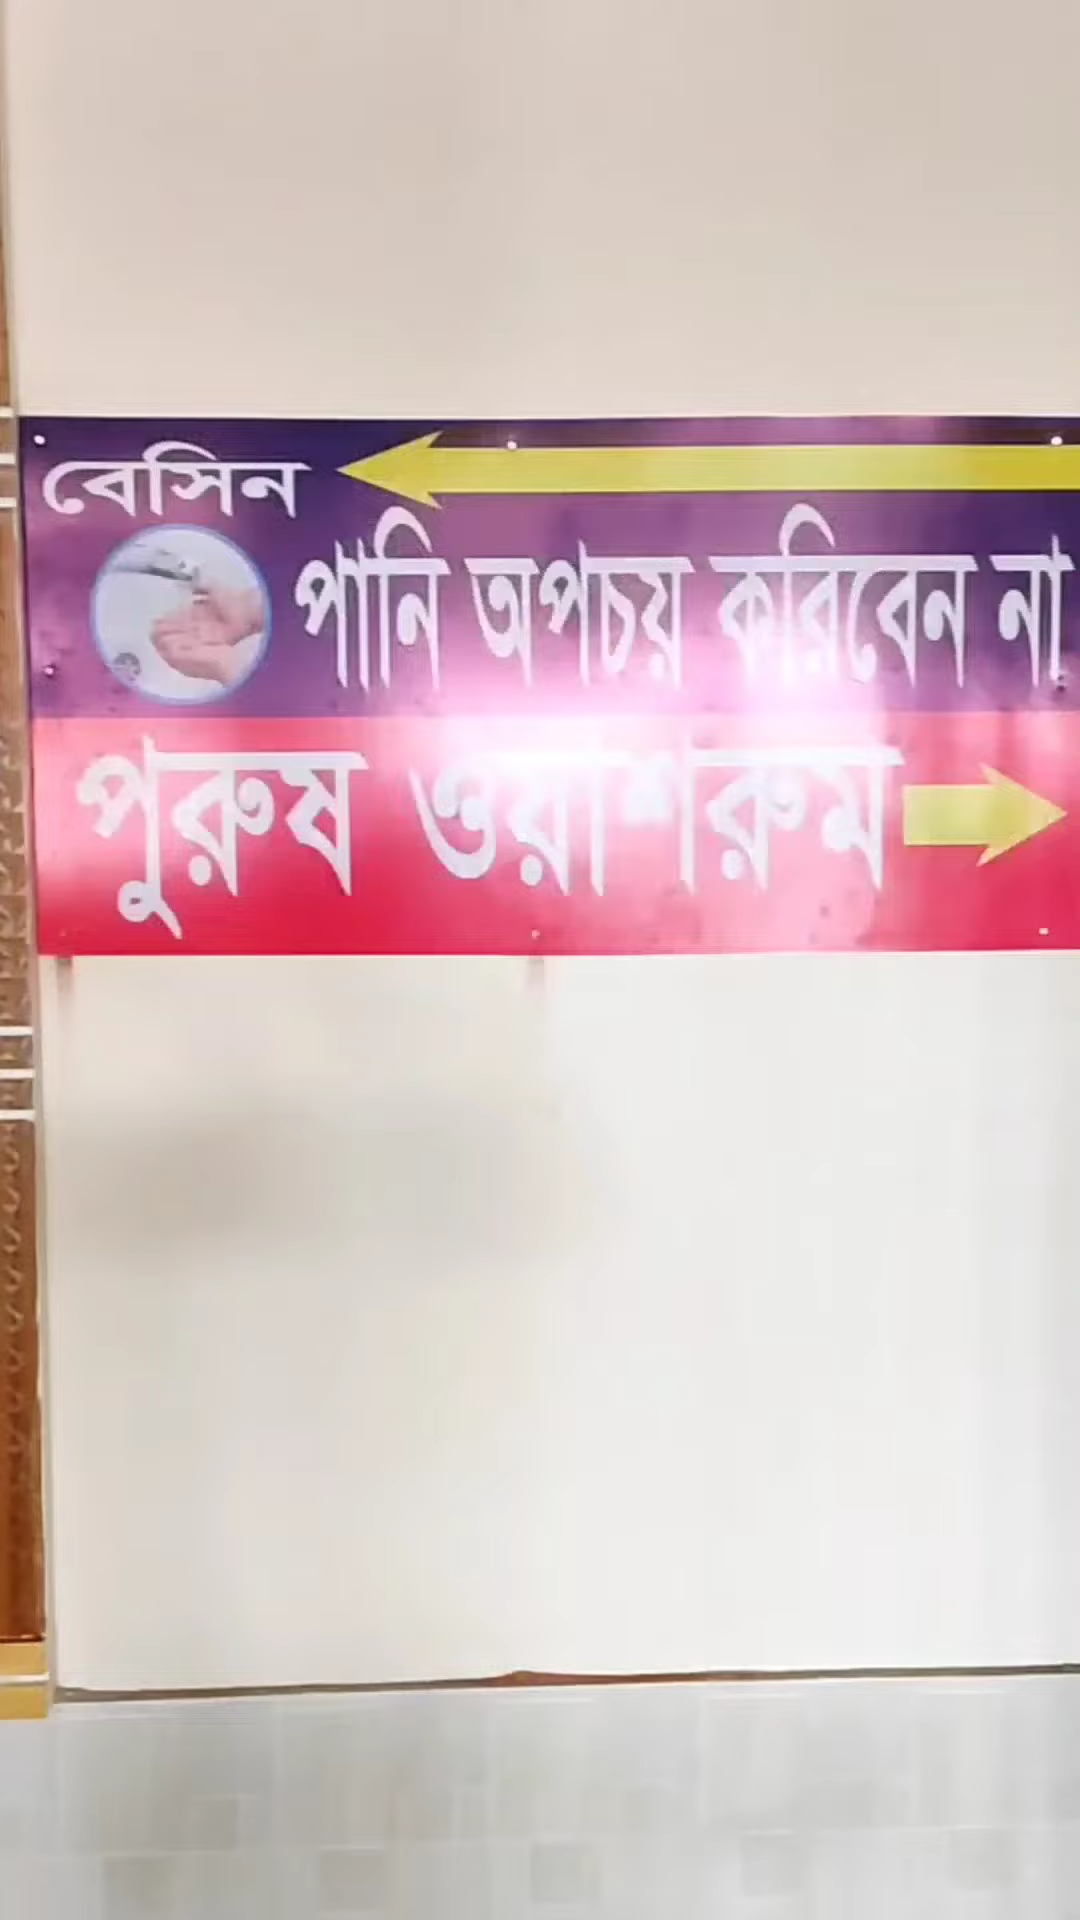 বেসিন
পানি অপচয় করিবেন না
পুরুষ ওয়াশরুম